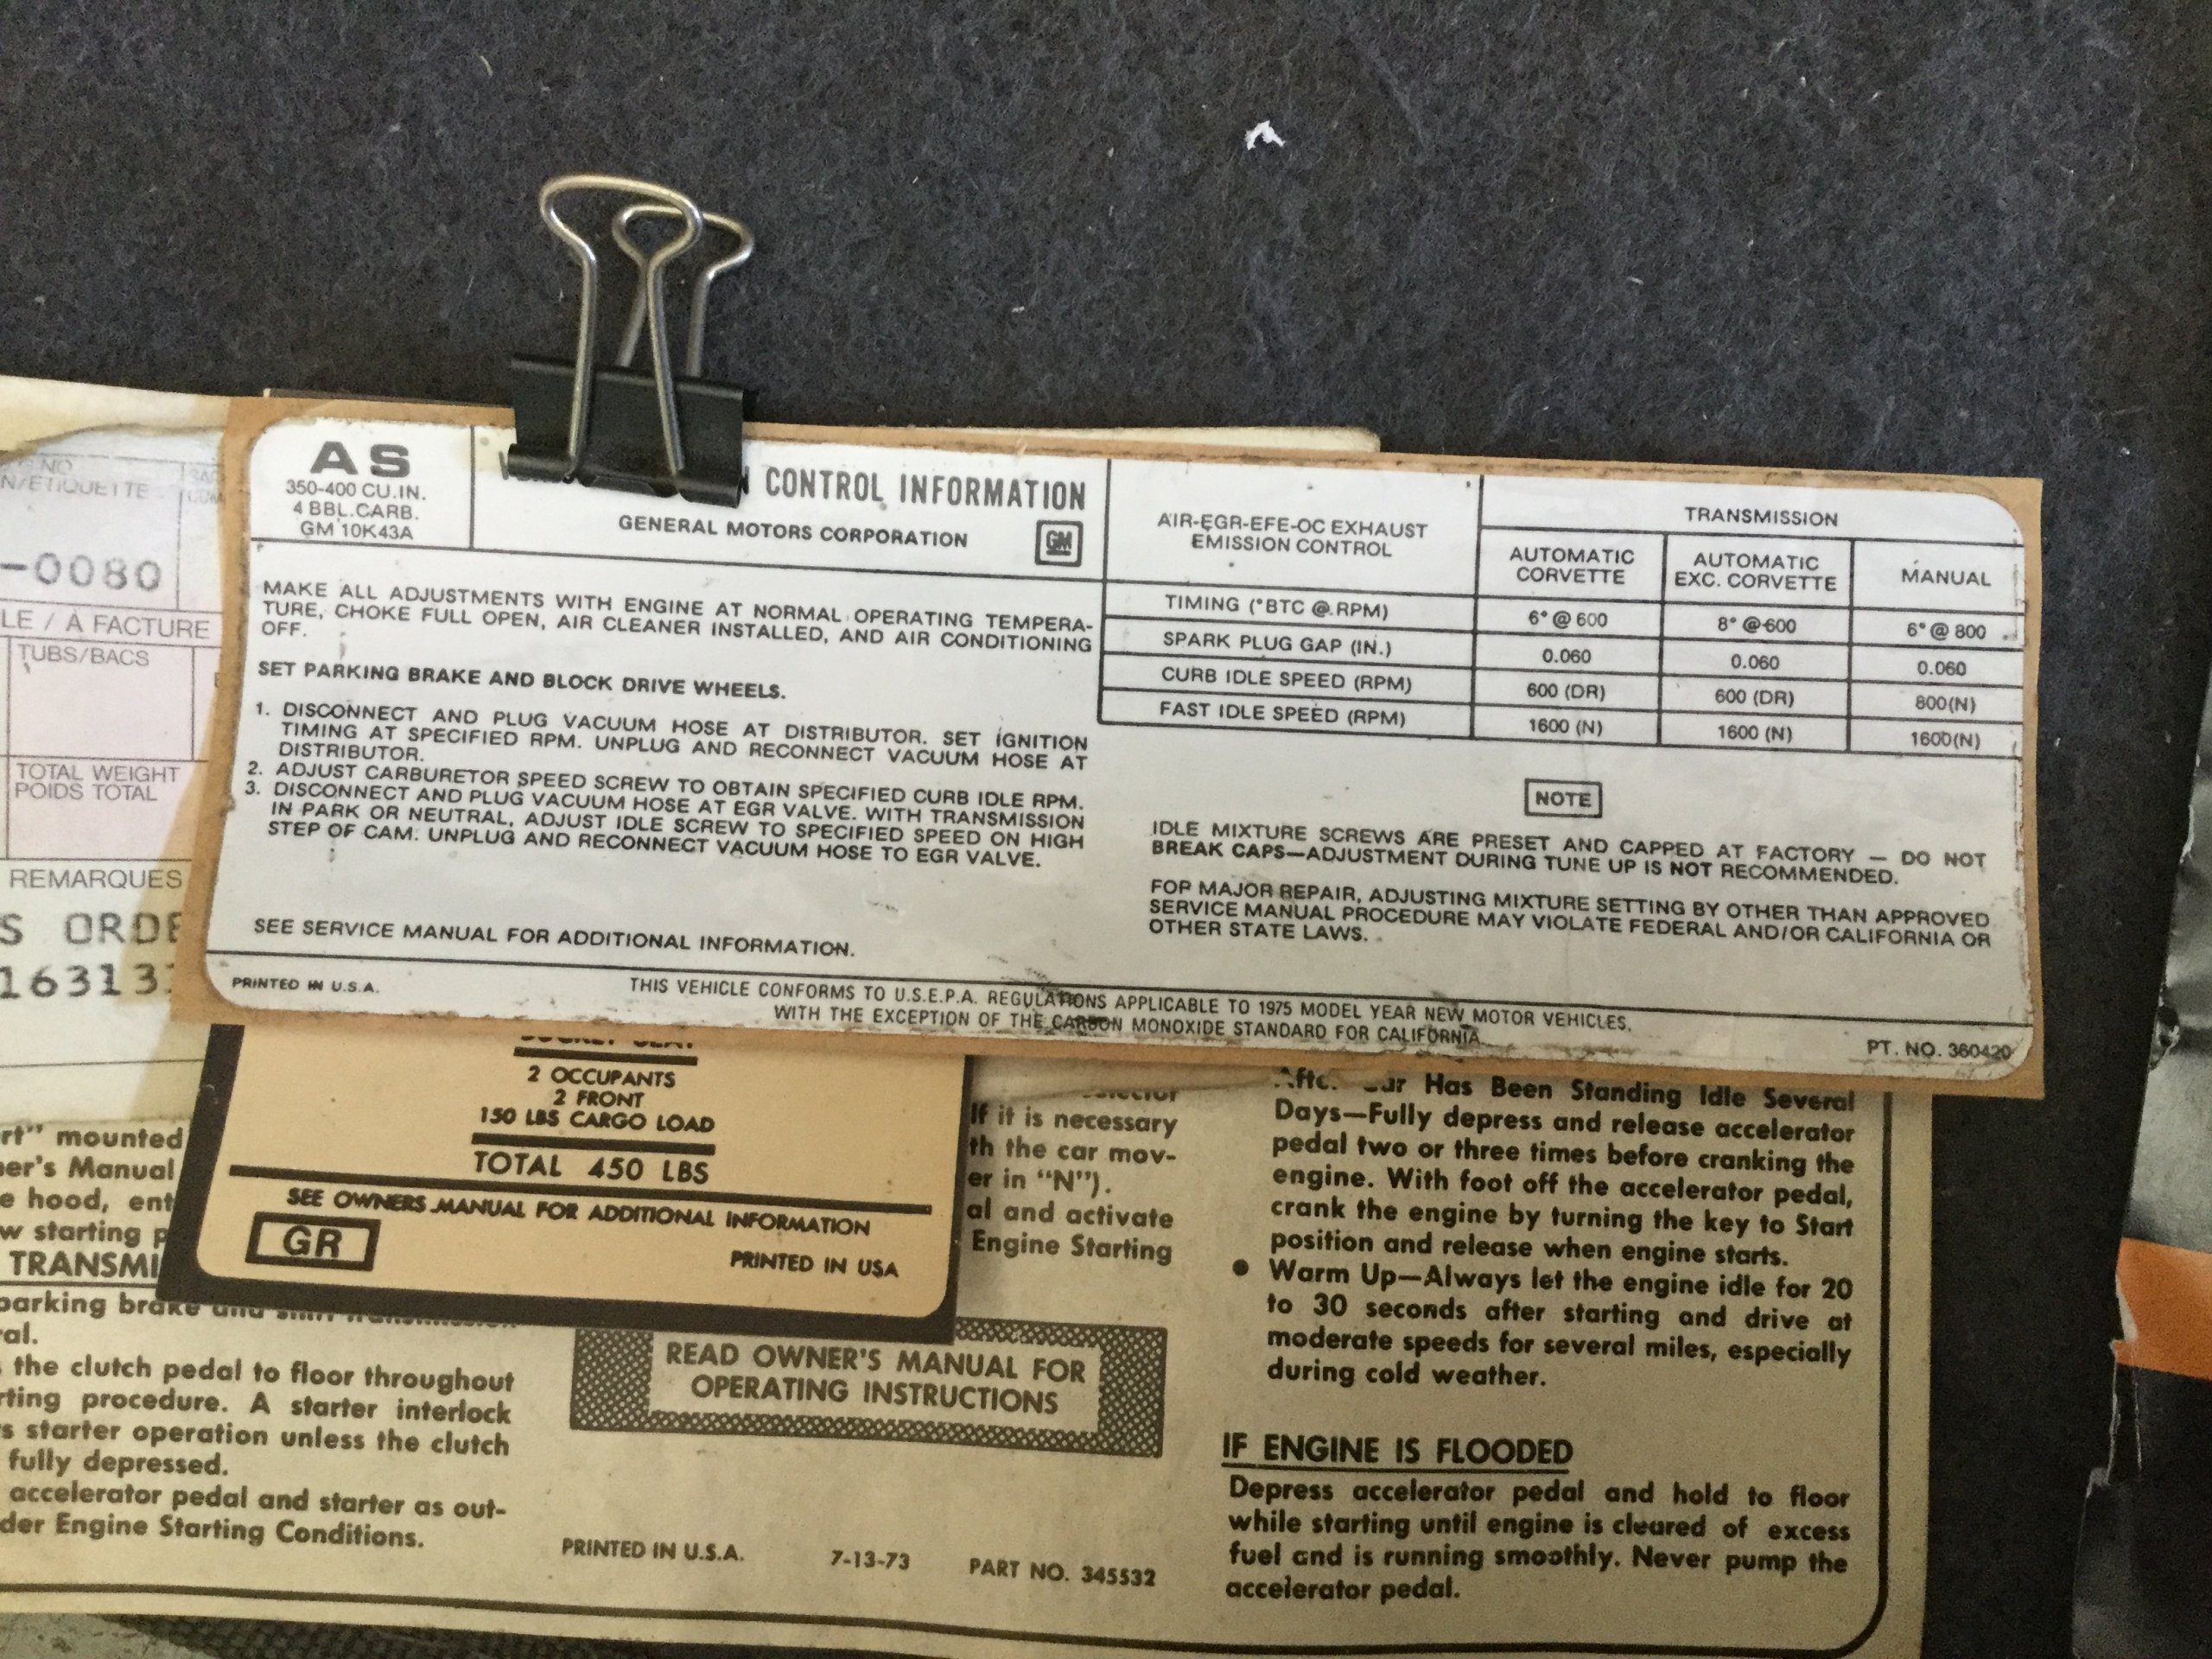 AS
350-400 CU.IN.
4 BBL.CARB.
GM 10K43A
CONTROL INFORMATION
GENERAL MOTORS CORPORATION
GM
MAKE ALL ADJUSTMENTS WITH ENGINE AT NORMAL OPERATING TEMPERA-
TURE, CHOKE FULL OPEN, AIR CLEANER INSTALLED, AND AIR CONDITIONING
OFF.
SET PARKING BRAKE AND BLOCK DRIVE WHEELS.
1. DISCONNECT AND PLUG VACUUM HOSE AT DISTRIBUTOR. SET IGNITION
TIMING AT SPECIFIED RPM. UNPLUG AND RECONNECT VACUUM HOSE AT
DISTRIBUTOR.
2. ADJUST CARBURETOR SPEED SCREW TO OBTAIN SPECIFIED CURB IDLE RPM.
3. DISCONNECT AND PLUG VACUUM HOSE AT EGR VALVE. WITH TRANSMISSION
IN PARK OR NEUTRAL, ADJUST IDLE SCREW TO SPECIFIED SPEED ON HIGH
STEP OF CAM. UNPLUG AND RECONNECT VACUUM HOSE TO EGR VALVE.
SEE SERVICE MANUAL FOR ADDITIONAL INFORMATION.
AIR-EGR-EFE-OC EXHAUST
EMISSION CONTROL
TRANSMISSION
AUTOMATIC
CORVETTE
AUTOMATIC
EXC. CORVETTE
MANUAL
TIMING (°BTC @ RPM) 6° @ 600 8° @ 600 6° @ 800
SPARK PLUG GAP (IN.) 0.060 0.060 0.060
CURB IDLE SPEED (RPM) 600 (DR) 600 (DR) 800(N)
FAST IDLE SPEED (RPM) 1600 (N) 1600 (N) 1600(N)
NOTE
IDLE MIXTURE SCREWS ARE PRESET AND CAPPED AT FACTORY — DO NOT
BREAK CAPS—ADJUSTMENT DURING TUNE UP IS NOT RECOMMENDED.
FOR MAJOR REPAIR, ADJUSTING MIXTURE SETTING BY OTHER THAN APPROVED
SERVICE MANUAL PROCEDURE MAY VIOLATE FEDERAL AND/OR CALIFORNIA OR
OTHER STATE LAWS.
PRINTED IN U.S.A.
THIS VEHICLE CONFORMS TO U.S.E.P.A. REGULATIONS APPLICABLE TO 1975 MODEL YEAR NEW MOTOR VEHICLES,
WITH THE EXCEPTION OF THE CARBON MONOXIDE STANDARD FOR CALIFORNIA
PT. NO. 360420
N/ETIQUETTE
-0080
LE / A FACTURE
TUBS/BACS
TOTAL WEIGHT
POIDS TOTAL
REMARQUES
S ORDE
16313
2 OCCUPANTS
2 FRONT
150 LBS CARGO LOAD
TOTAL 450 LBS
SEE OWNERS MANUAL FOR ADDITIONAL INFORMATION
GR
PRINTED IN USA
rt" mounted
er's Manual
e hood, ent
w starting p
TRANSMI
parking brake and shift
al.
the clutch pedal to floor throughout
rting procedure. A starter interlock
s starter operation unless the clutch
fully depressed.
accelerator pedal and starter as out-
der Engine Starting Conditions.
If it is necessary
th the car mov-
er in "N").
al and activate
Engine Starting
READ OWNER'S MANUAL FOR
OPERATING INSTRUCTIONS
PRINTED IN U.S.A. 7-13-73 PART NO. 345532
Has Been Standing Idle Several
Days—Fully depress and release accelerator
pedal two or three times before cranking the
engine. With foot off the accelerator pedal,
crank the engine by turning the key to Start
position and release when engine starts.
● Warm Up—Always let the engine idle for 20
to 30 seconds after starting and drive at
moderate speeds for several miles, especially
during cold weather.
IF ENGINE IS FLOODED
Depress accelerator pedal and hold to floor
while starting until engine is cleared of excess
fuel and is running smoothly. Never pump the
accelerator pedal.